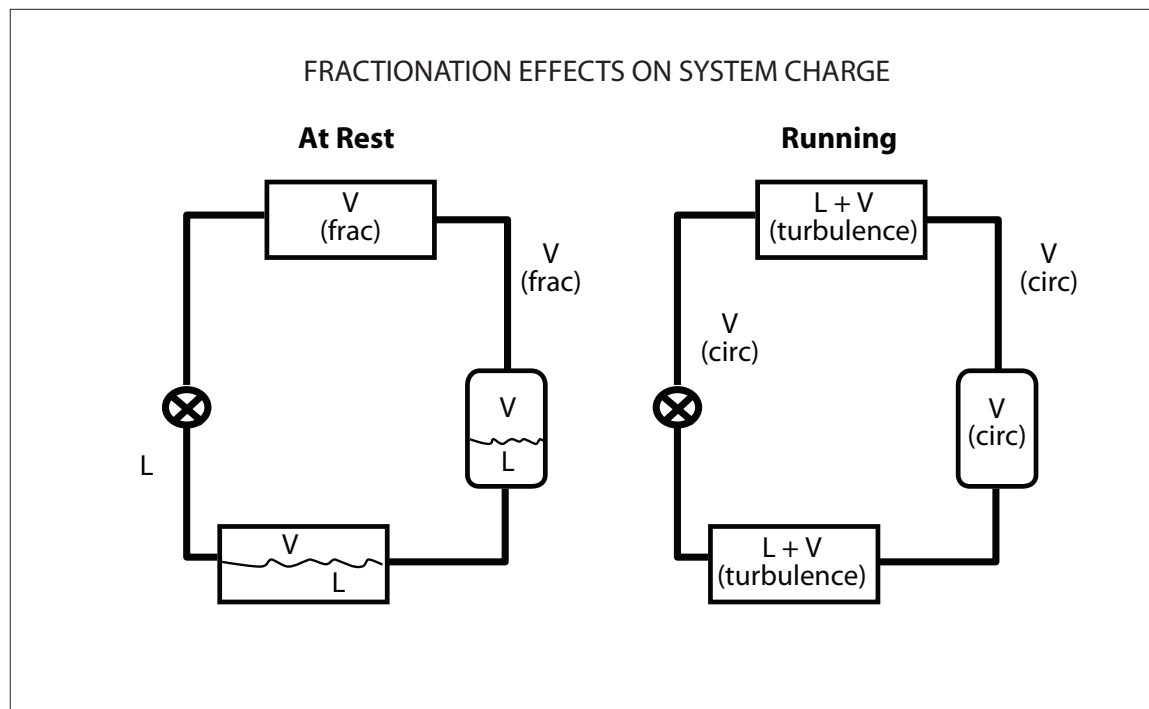 FRACTIONATION EFFECTS ON SYSTEM CHARGE
At Rest
V
(frac)
V
(frac)
V
L
L
V
L
Running
L + V
(turbulence)
V
(circ)
V
(circ)
V
(circ)
L + V
(turbulence)